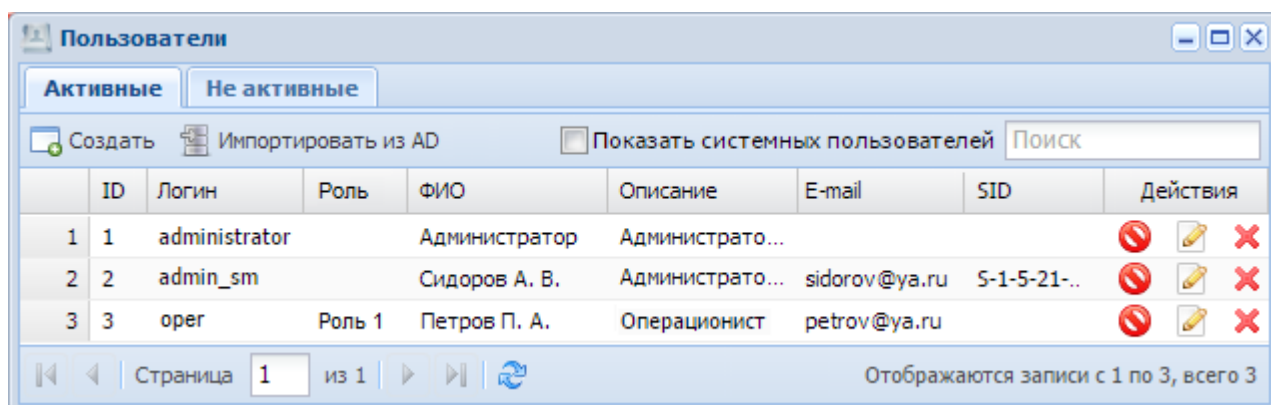 Пользователи
Активные Не активные
Создать Импортировать из AD Показать системных пользователей Поиск
ID Логин Роль ФИО Описание E-mail SID Действия
1 1 administrator Администратор Администрато...
2 2 admin_sm Сидоров А. В. Администрато... sidorov@ya.ru S-1-5-21-..
3 3 oper Роль 1 Петров П. А. Операционист petrov@ya.ru
Страница 1 из 1 Отображаются записи с 1 по 3, всего 3